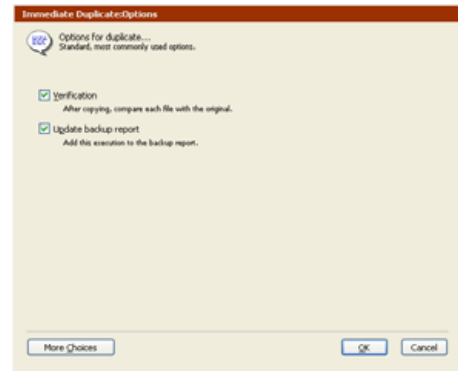 Immediate Duplicate:Options
Options for duplicate...
Standard, most commonly used options.
Verification
After copying, compare each file with the original.
Update backup report
Add this execution to the backup report.
More Choices
OK
Cancel